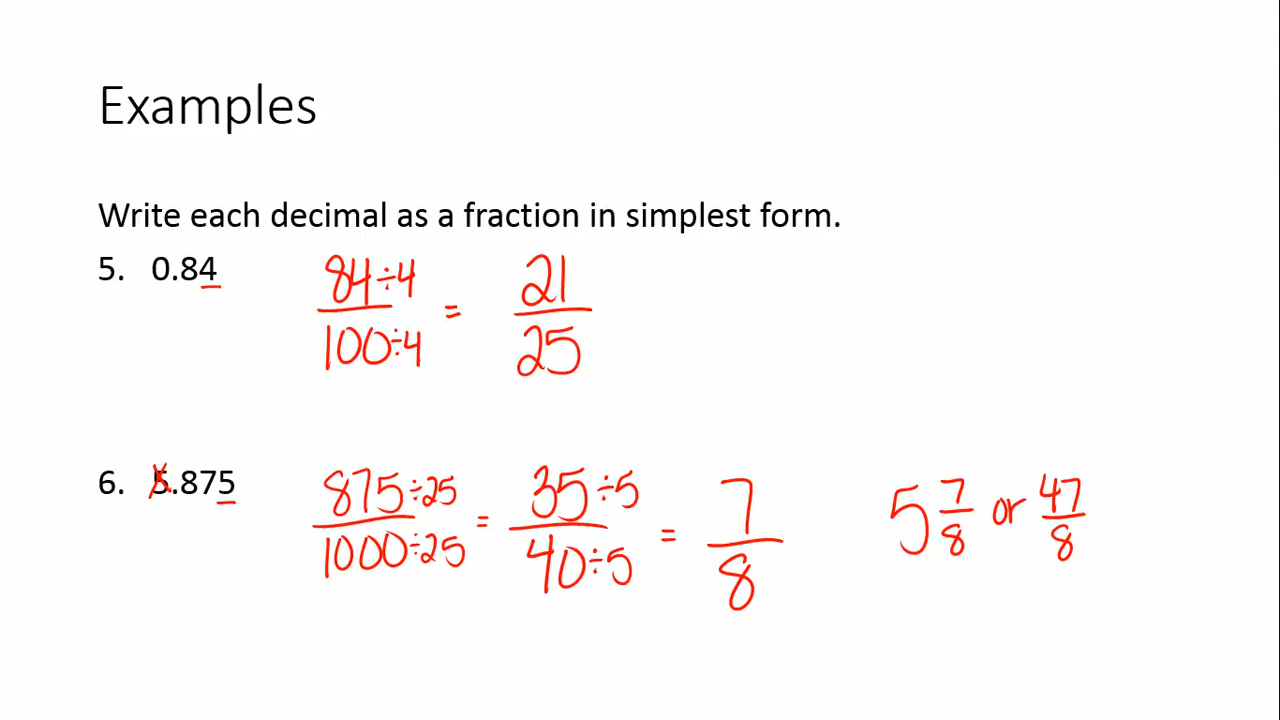 Examples
Write each decimal as a fraction in simplest form.
5. 0.84 84÷4/100÷4 = 21/25
6. 5.875 875÷25/1000÷25 = 35÷5/40÷5 = 7/8 5 7/8 or 47/8